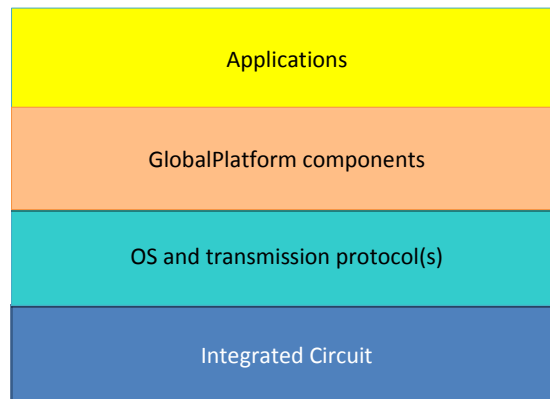 Applications
GlobalPlatform components
OS and transmission protocol(s)
Integrated Circuit